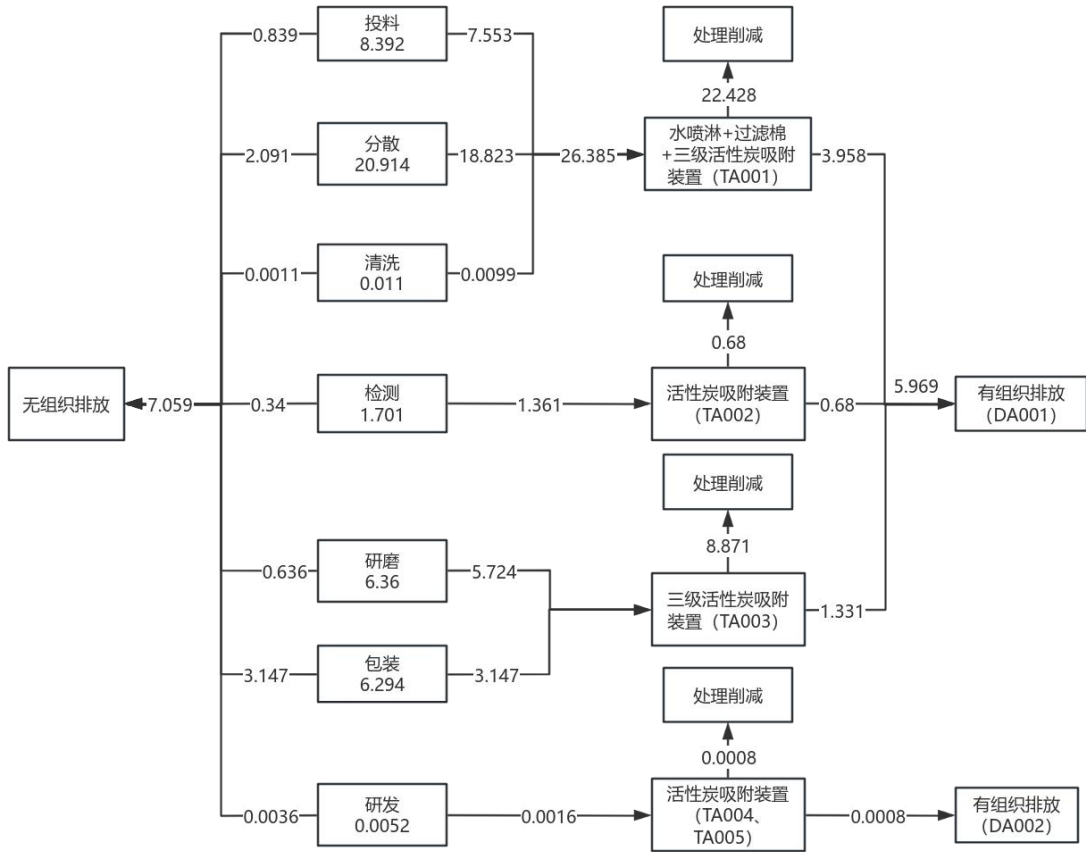 投料
8.392
0.839
7.553
处理削减
22.428
分散
20.914
2.091
18.823
26.385
水喷淋+过滤棉
+三级活性炭吸附
装置（TA001）
3.958
清洗
0.011
0.0011
0.0099
处理削减
0.68
无组织排放
7.059
0.34
检测
1.701
1.361
活性炭吸附装置
（TA002）
0.68
5.969
有组织排放
（DA001）
处理削减
8.871
0.636
研磨
6.36
5.724
三级活性炭吸附
装置（TA003）
1.331
3.147
包装
6.294
3.147
处理削减
0.0008
0.0036
研发
0.0052
0.0016
活性炭吸附装置
（TA004、
TA005）
0.0008
有组织排放
（DA002）